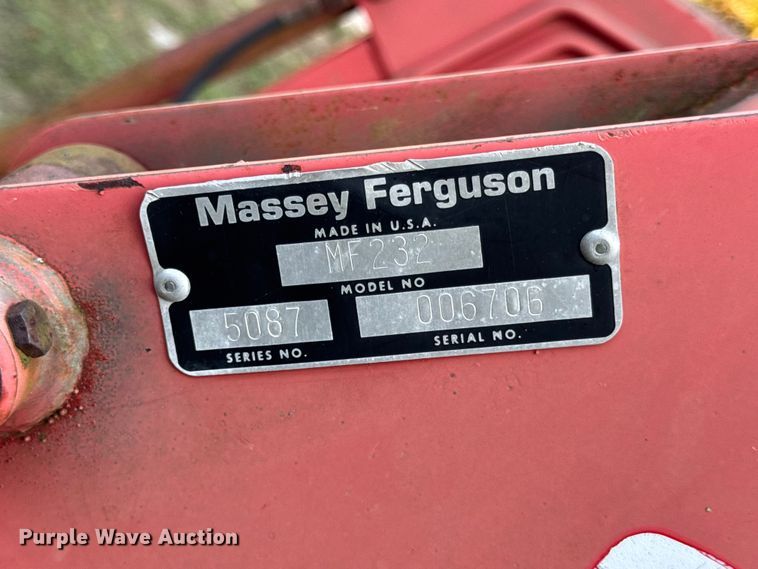 Massey Ferguson
MADE IN U.S.A.
MF232
MODEL NO
5087
006706
SERIES NO.
SERIAL NO.
Purple Wave Auction